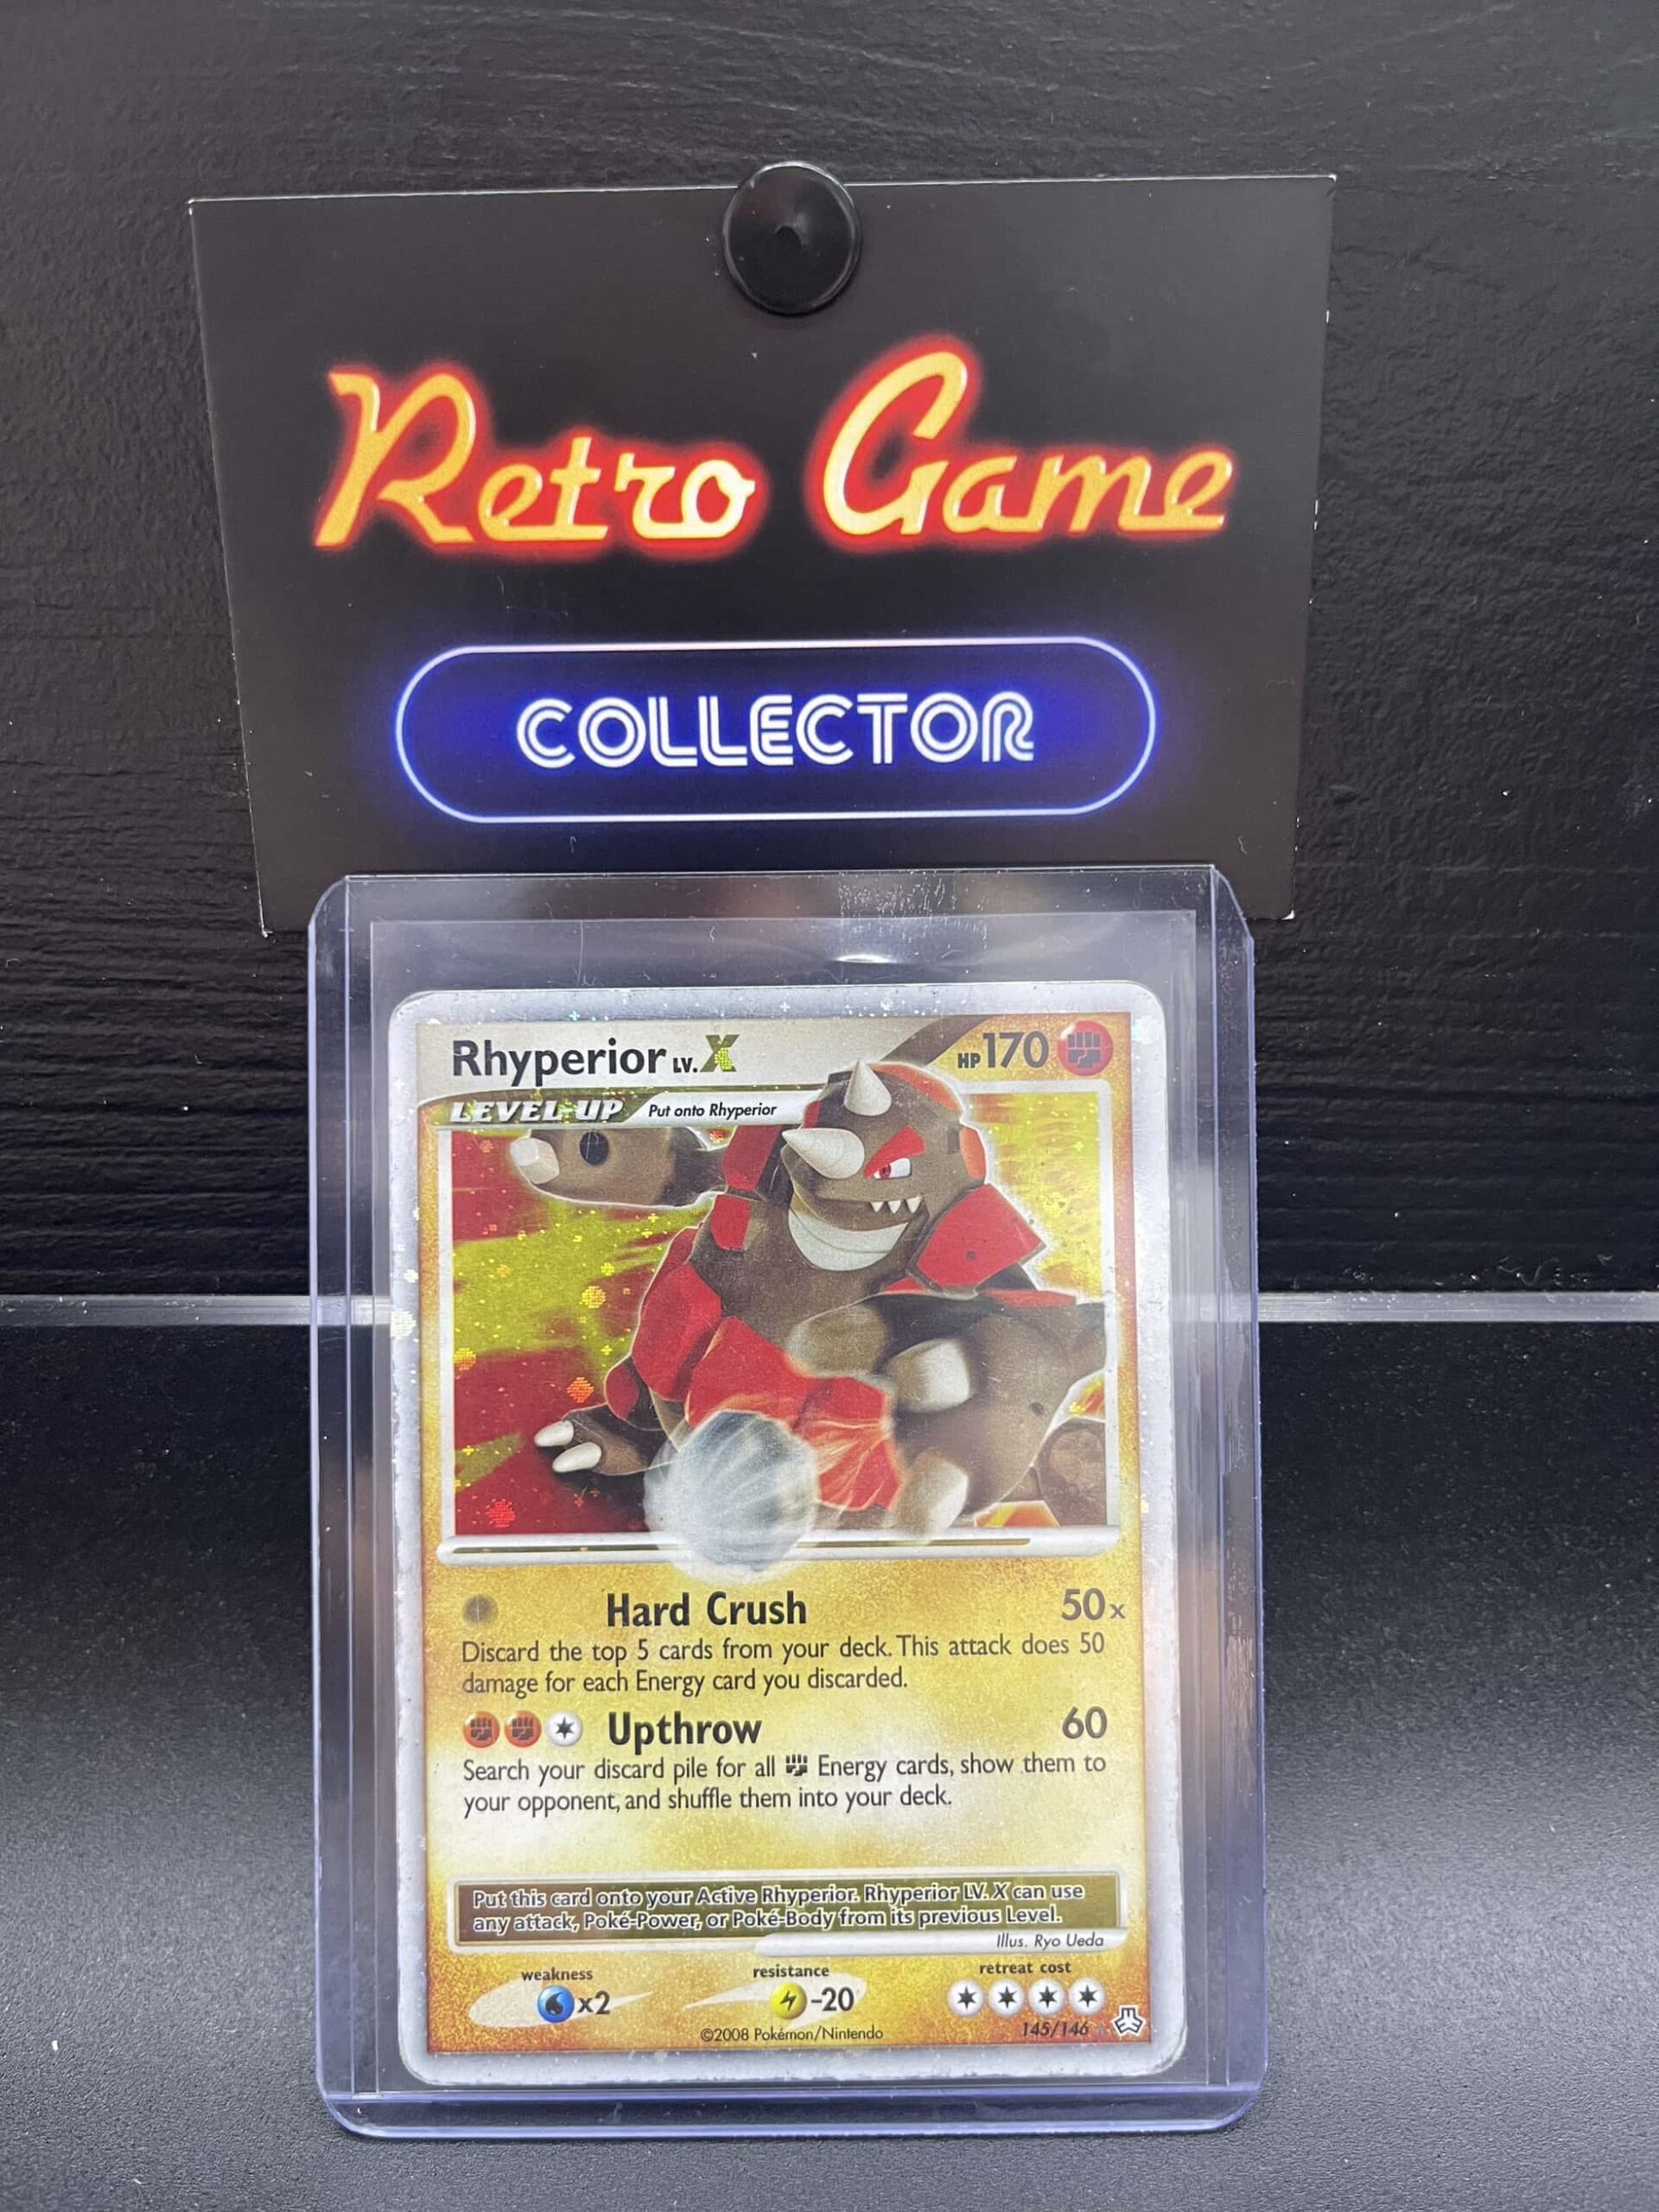 Retro Game
COLLECTOR
Rhyperior LV.X HP 170
LEVEL-UP Put onto Rhyperior
Hard Crush 50x
Discard the top 5 cards from your deck. This attack does 50
damage for each Energy card you discarded.
Upthrow 60
Search your discard pile for all Energy cards, show them to
your opponent, and shuffle them into your deck.
Put this card onto your Active Rhyperior. Rhyperior LV. X can use
any attack, Poké-Power, or Poké-Body from its previous Level.
Illus. Ryo Ueda
weakness resistance retreat cost
x2 -20
©2008 Pokémon/Nintendo 145/146